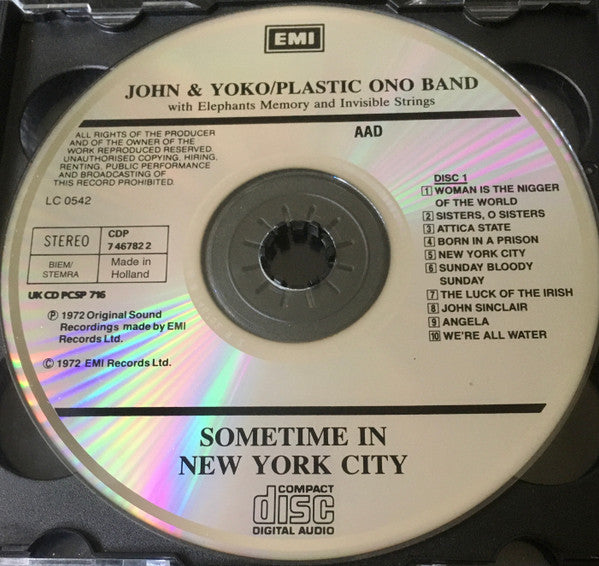 EMI
JOHN & YOKO/PLASTIC ONO BAND
with Elephants Memory and Invisible Strings
ALL RIGHTS OF THE PRODUCER
AND OF THE OWNER OF THE
WORK REPRODUCED RESERVED.
UNAUTHORISED COPYING, HIRING,
RENTING, PUBLIC PERFORMANCE
AND BROADCASTING OF
THIS RECORD PROHIBITED.
LC 0542
STEREO
CDP
7 46782 2
BIEM/
STEMRA
Made in
Holland
UK CD PCSP 716
℗ 1972 Original Sound
Recordings made by EMI
Records Ltd.
© 1972 EMI Records Ltd.
AAD
DISC 1
1 WOMAN IS THE NIGGER
OF THE WORLD
2 SISTERS, O SISTERS
3 ATTICA STATE
4 BORN IN A PRISON
5 NEW YORK CITY
6 SUNDAY BLOODY
SUNDAY
7 THE LUCK OF THE IRISH
8 JOHN SINCLAIR
9 ANGELA
10 WE'RE ALL WATER
SOMETIME IN
NEW YORK CITY
COMPACT
disc
DIGITAL AUDIO